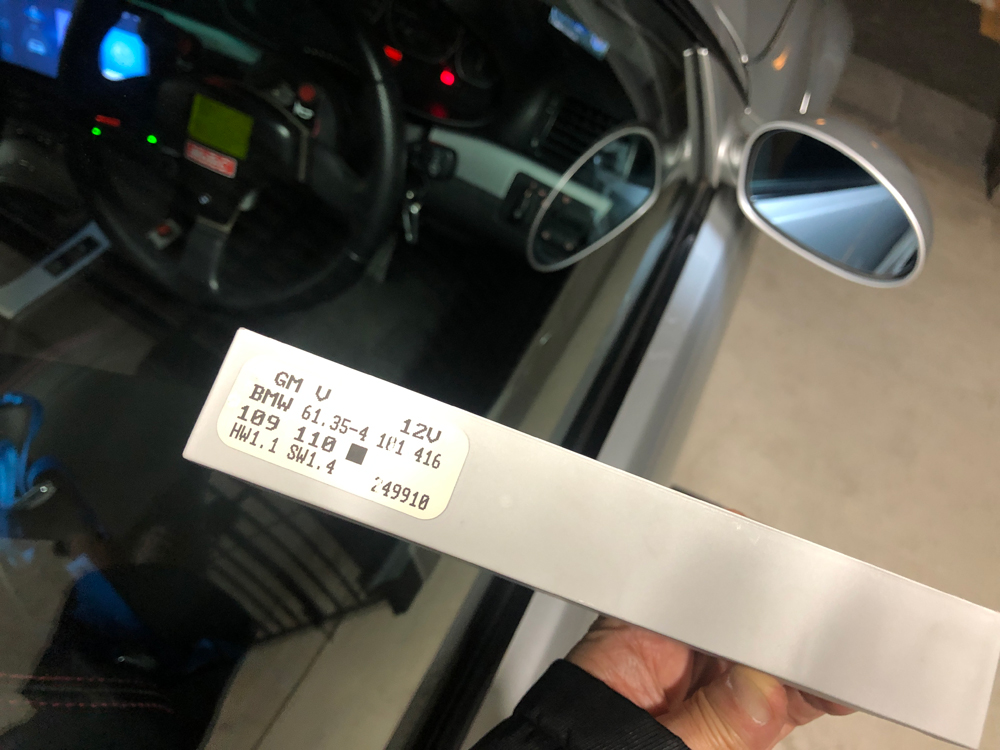 GM V 12V
BMW 61.35-4 101 416
109 110
HW1.1 SW1.4 249910